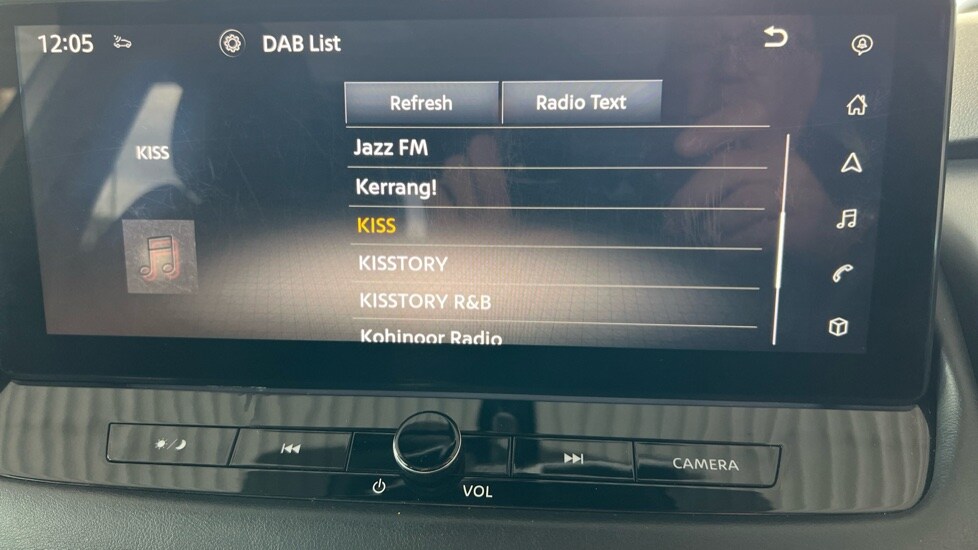 12:05
DAB List
Refresh
Radio Text
KISS
Jazz FM
Kerrang!
KISS
KISSTORY
KISSTORY R&B
Kohinoor Radio
VOL
CAMERA